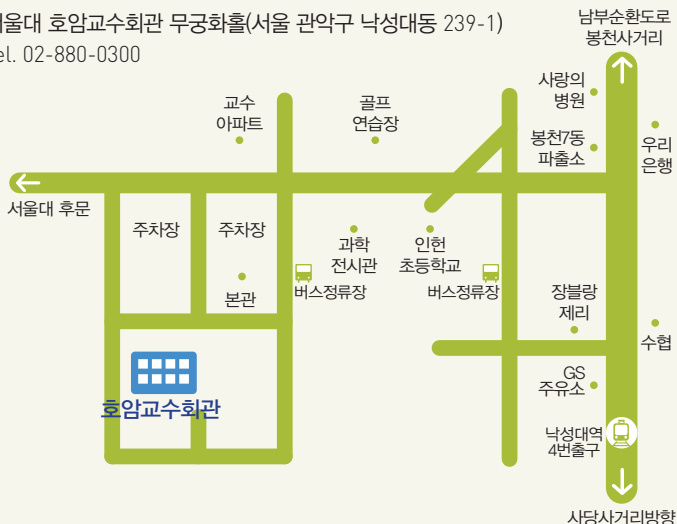 서울대 호암교수회관 무궁화홀(서울 관악구 낙성대동 239-1)
el. 02-880-0300
남부순환도로
봉천사거리
사랑의
병원
교수
아파트
골프
연습장
봉천7동
파출소
우리
은행
서울대 후문
주차장
주차장
과학
전시관
인헌
초등학교
본관
버스정류장
버스정류장
장블랑
제리
수협
GS
주유소
호암교수회관
낙성대역
4번출구
사당사거리방향